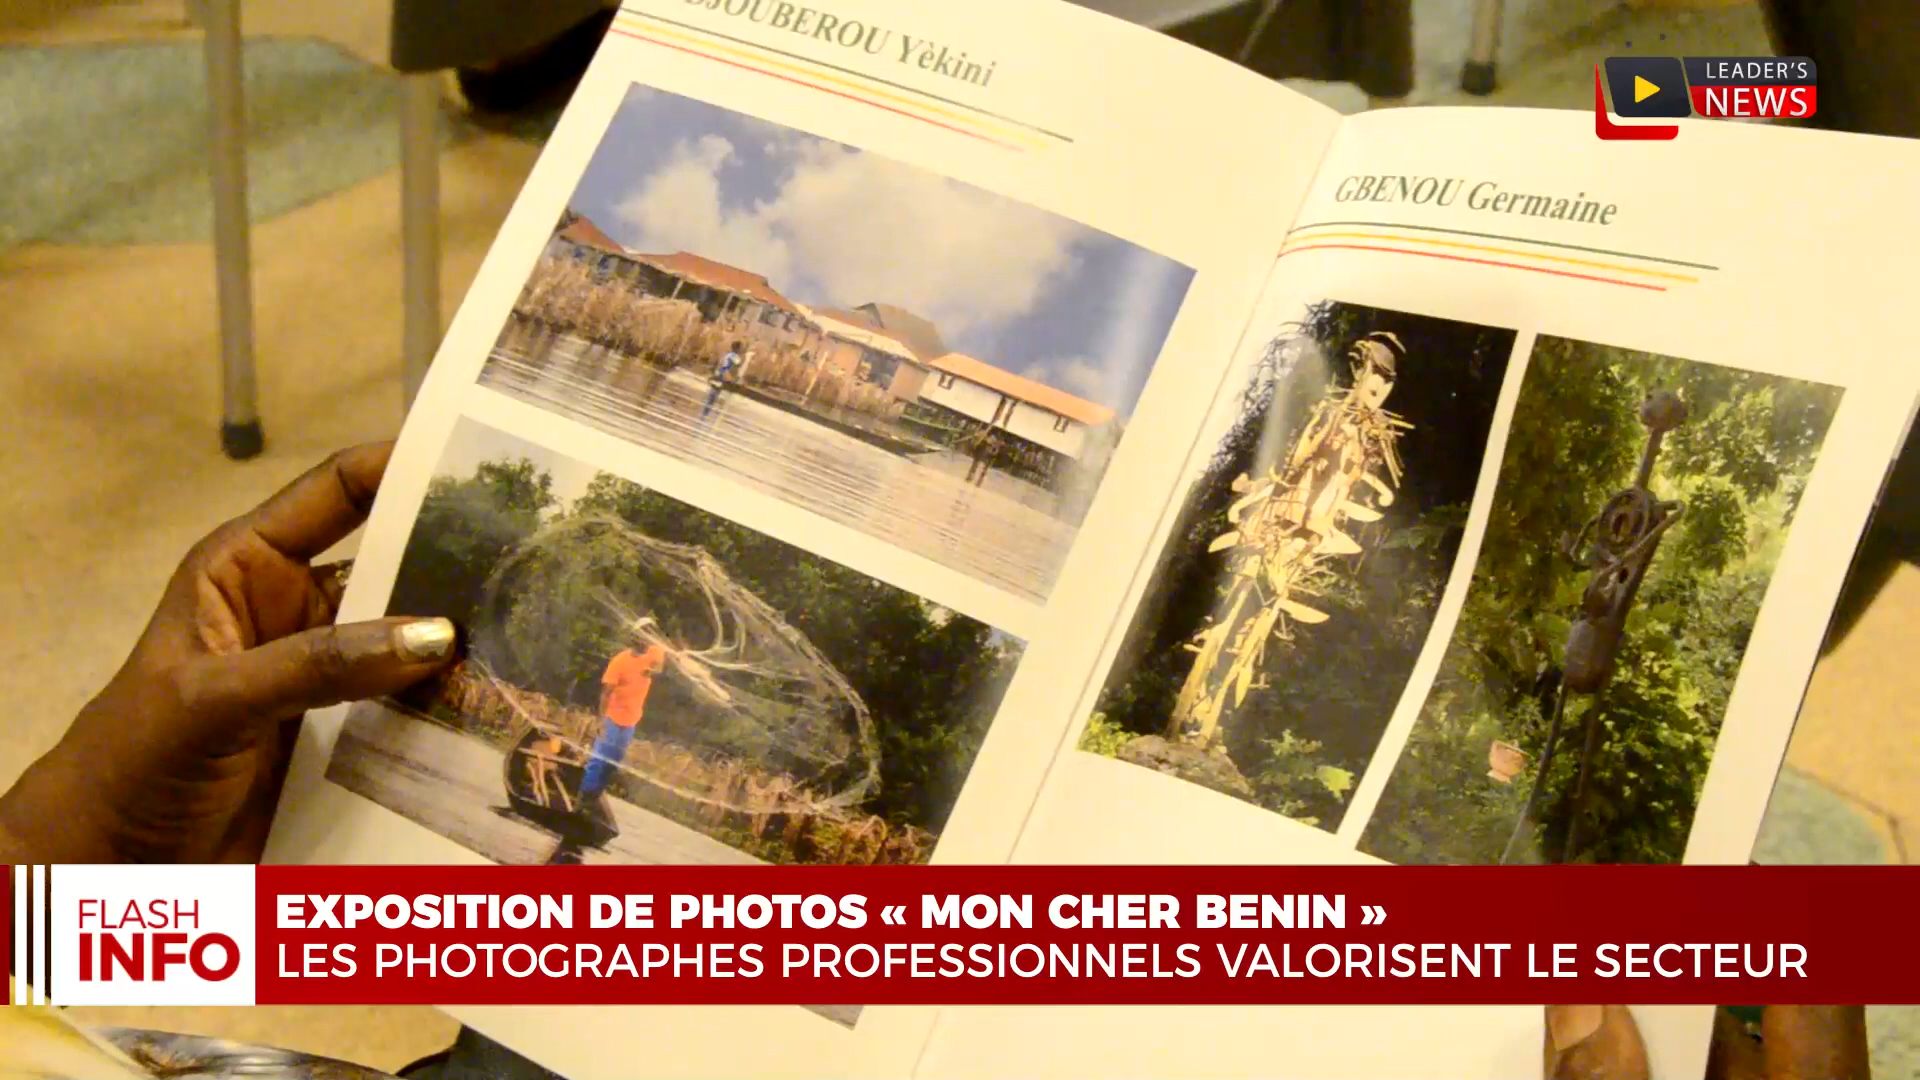 DJOUBEROU Yèkini
LEADER'S
NEWS
GBENOU Germaine
FLASH
INFO
EXPOSITION DE PHOTOS « MON CHER BENIN »
LES PHOTOGRAPHES PROFESSIONNELS VALORISENT LE SECTEUR